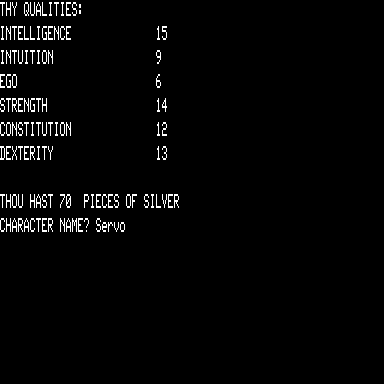 THY QUALITIES:
INTELLIGENCE 15
INTUITION 9
EGO 6
STRENGTH 14
CONSTITUTION 12
DEXTERITY 13
THOU HAST 70 PIECES OF SILVER
CHARACTER NAME? Servo